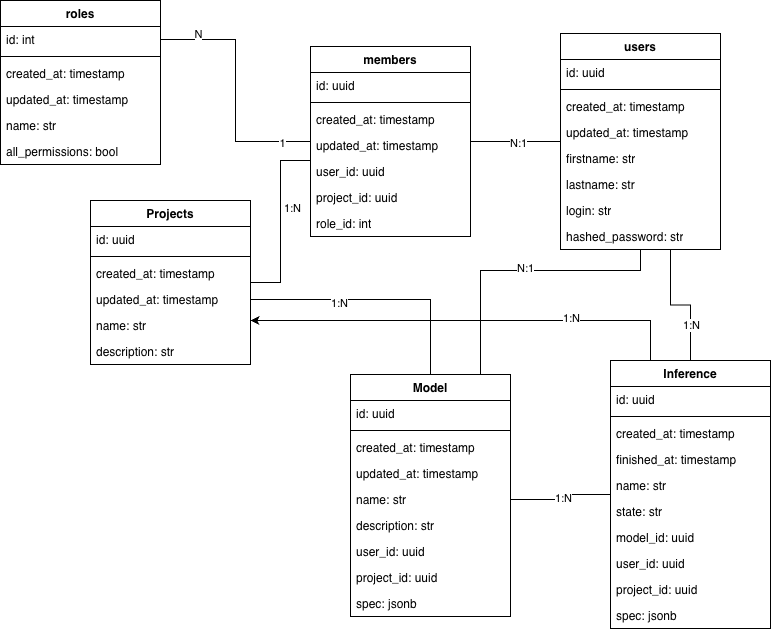 roles
id: int
created_at: timestamp
updated_at: timestamp
name: str
all_permissions: bool
N
1
members
id: uuid
created_at: timestamp
updated_at: timestamp
user_id: uuid
project_id: uuid
role_id: int
N:1
users
id: uuid
created_at: timestamp
updated_at: timestamp
firstname: str
lastname: str
login: str
hashed_password: str
1:N
Projects
id: uuid
created_at: timestamp
updated_at: timestamp
name: str
description: str
1:N
N:1
1:N
1:N
Model
id: uuid
created_at: timestamp
updated_at: timestamp
name: str
description: str
user_id: uuid
project_id: uuid
spec: jsonb
1:N
Inference
id: uuid
created_at: timestamp
finished_at: timestamp
name: str
state: str
model_id: uuid
user_id: uuid
project_id: uuid
spec: jsonb